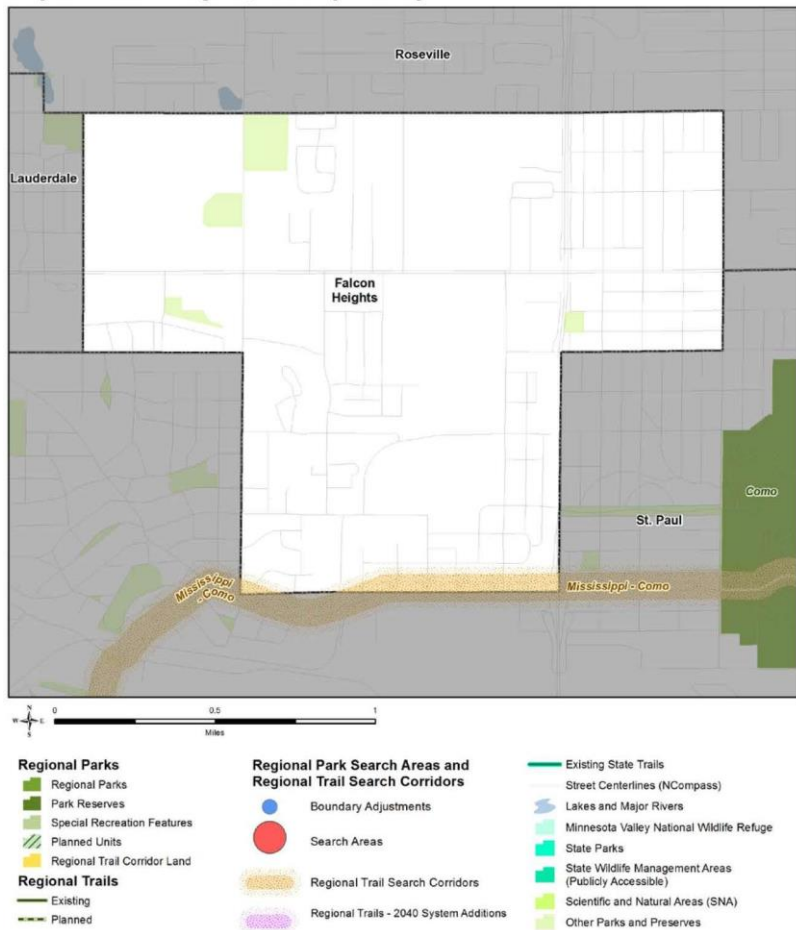 Roseville
Lauderdale
Falcon
Heights
Como
St. Paul
Mississippi
- Como
Mississippi - Como
N
W E
S
0 0.5 1
Miles
Regional Parks
Regional Parks
Park Reserves
Special Recreation Features
Planned Units
Regional Trail Corridor Land
Regional Trails
Existing
Planned
Regional Park Search Areas and
Regional Trail Search Corridors
Boundary Adjustments
Search Areas
Regional Trail Search Corridors
Regional Trails - 2040 System Additions
Existing State Trails
Street Centerlines (NCompass)
Lakes and Major Rivers
Minnesota Valley National Wildlife Refuge
State Parks
State Wildlife Management Areas
(Publicly Accessible)
Scientific and Natural Areas (SNA)
Other Parks and Preserves